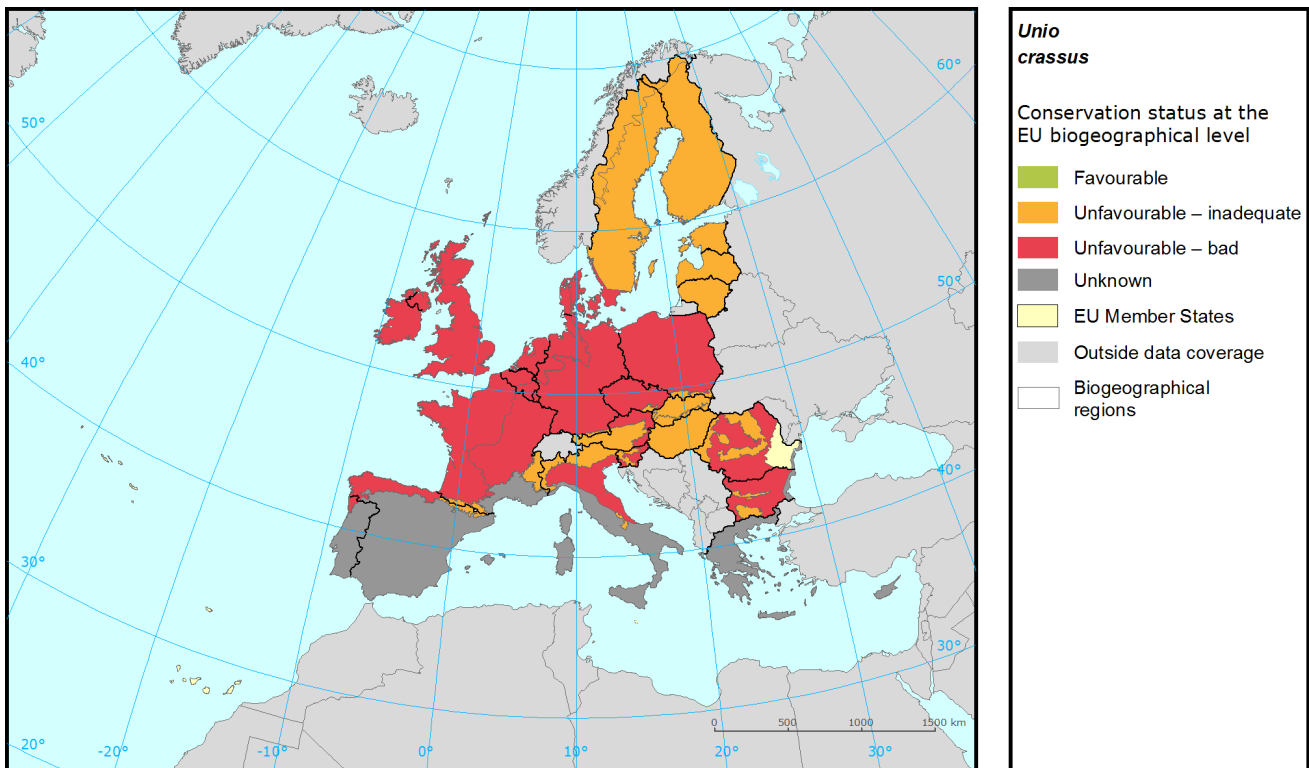 Unio
crassus
Conservation status at the
EU biogeographical level
Favourable
Unfavourable – inadequate
Unfavourable – bad
Unknown
EU Member States
Outside data coverage
Biogeographical
regions
60°
50°
50°
40°
40°
30°
30°
20°
-20°
-10°
0°
10°
20°
30°
0 500 1000 1500 km